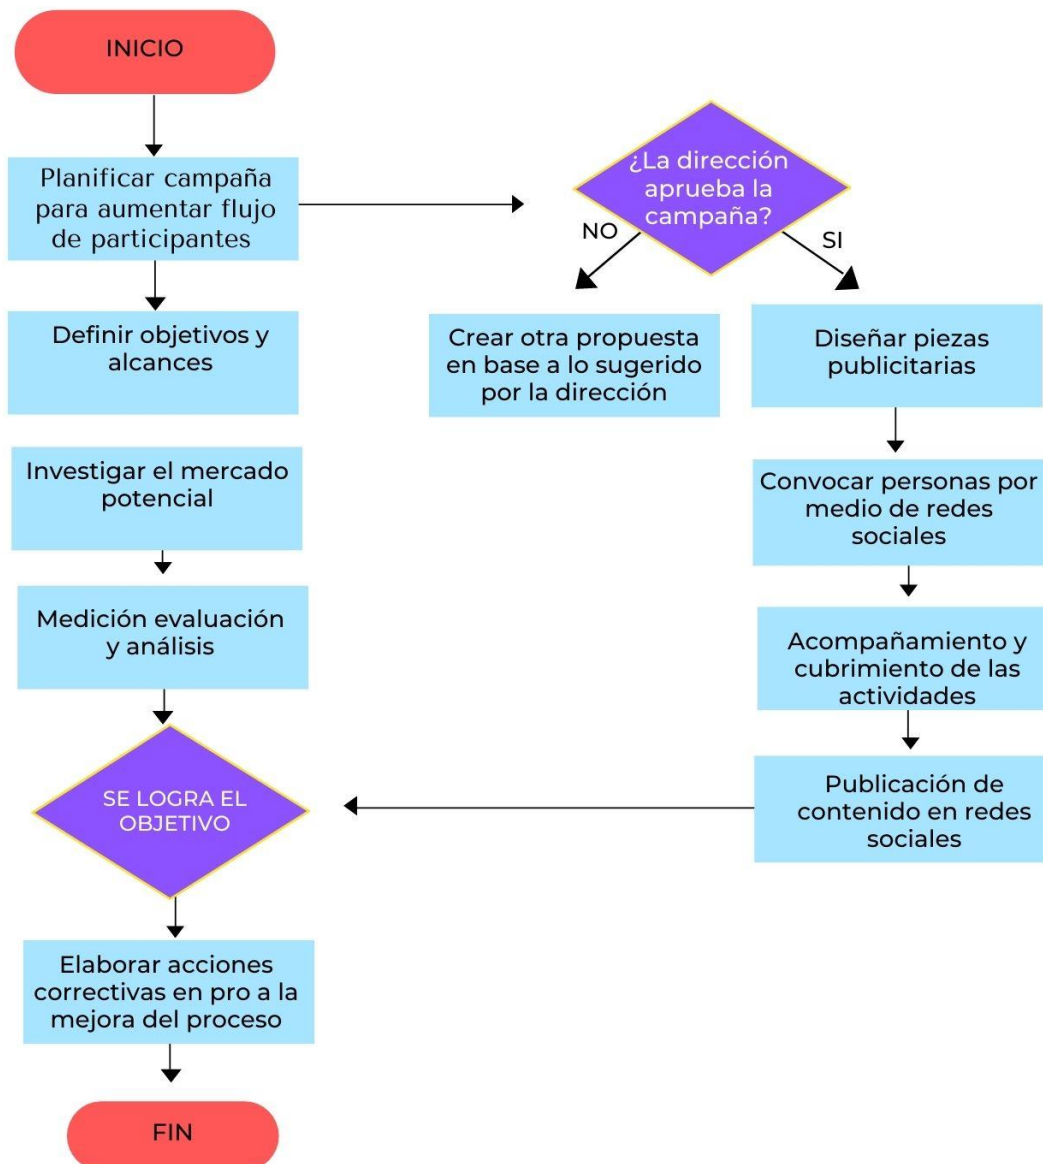 INICIO
Planificar campaña
para aumentar flujo
de participantes
Definir objetivos y
alcances
Investigar el mercado
potencial
Medición evaluación
y análisis
SE LOGRA EL
OBJETIVO
Elaborar acciones
correctivas en pro a la
mejora del proceso
FIN
¿La dirección
aprueba la
campaña?
NO
SI
Crear otra propuesta
en base a lo sugerido
por la dirección
Diseñar piezas
publicitarias
Convocar personas por
medio de redes
sociales
Acompañamiento y
cubrimiento de las
actividades
Publicación de
contenido en redes
sociales